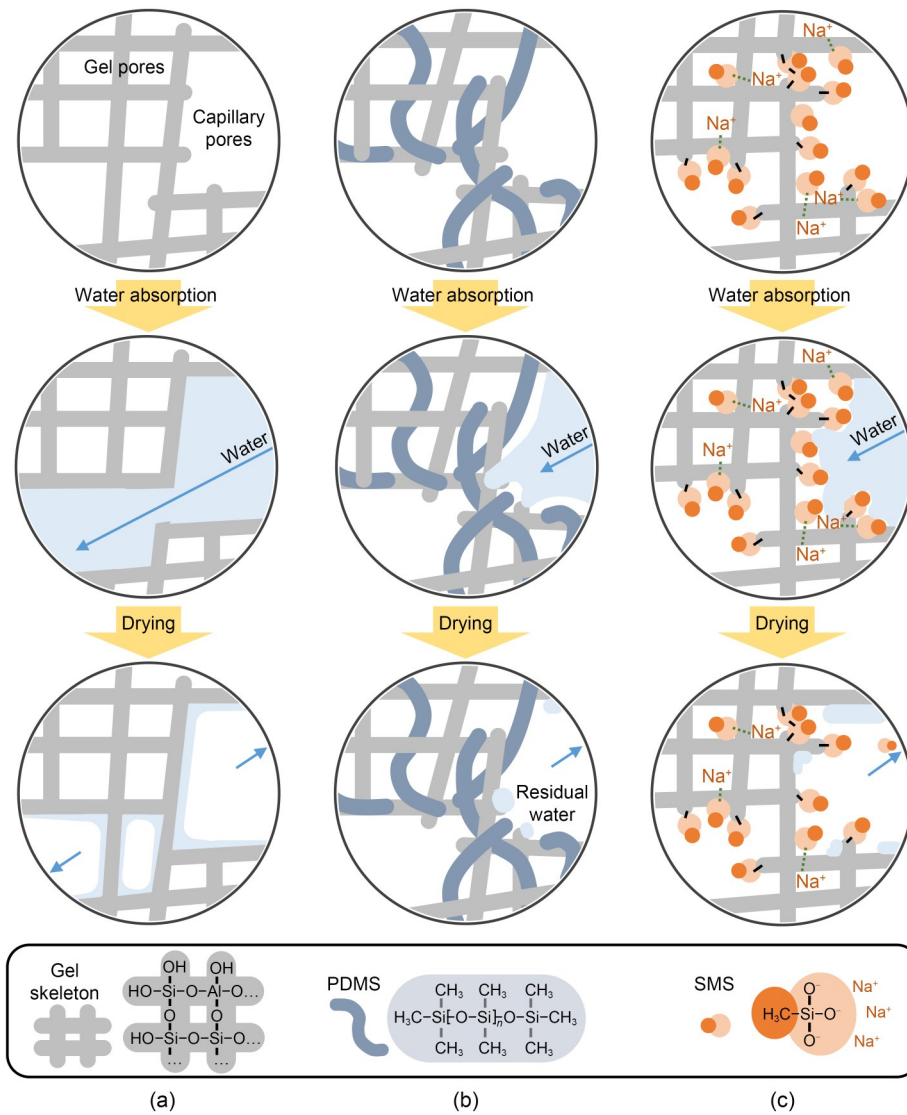 Gel pores
Capillary
pores
Na⁺
Na⁺
Na⁺
Na⁺
Na⁺
Water absorption
Water absorption
Water absorption
Water
Water
Na⁺
Na⁺
Na⁺
Water
Na⁺
Na⁺
Drying
Drying
Drying
Residual
water
Na⁺
Na⁺
Na⁺
Gel
skeleton
OH OH
HO–Si–O–Al–O…
O O
HO–Si–O–Si–O…
… …
PDMS
CH₃ CH₃ CH₃
H₃C–Si[–O–Si]ₙ–O–Si–CH₃
CH₃ CH₃ CH₃
SMS
O⁻ Na⁺
H₃C–Si–O⁻ Na⁺
O⁻ Na⁺
(a) (b) (c)